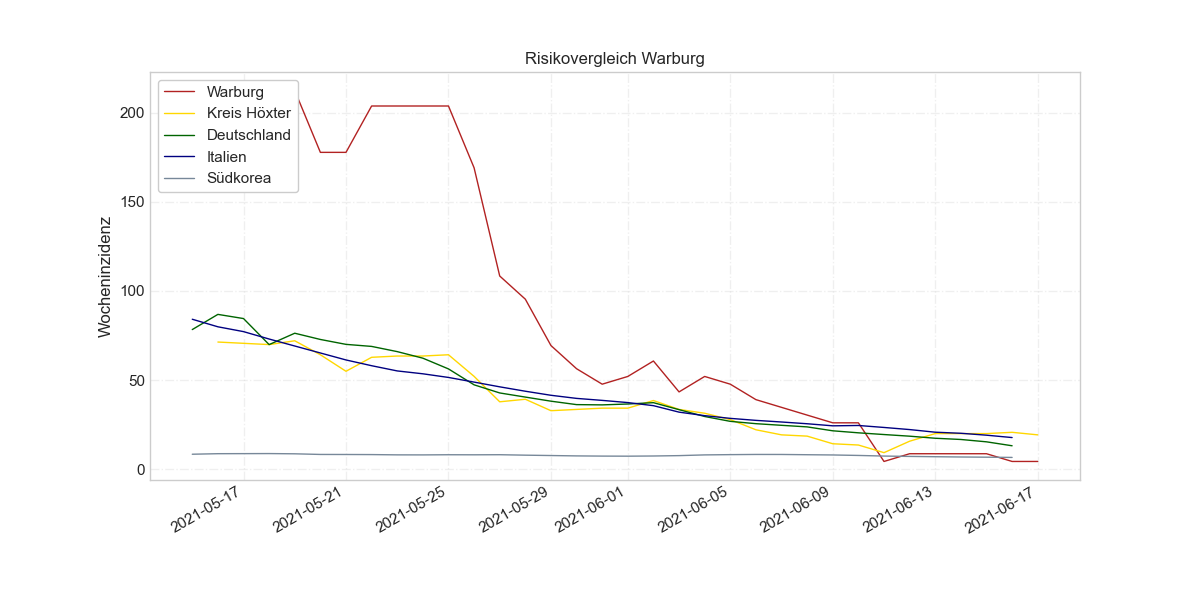 Risikovergleich Warburg
Wocheninzidenz
200
150
100
50
0
Warburg
Kreis Höxter
Deutschland
Italien
Südkorea
2021-05-17
2021-05-21
2021-05-25
2021-05-29
2021-06-01
2021-06-05
2021-06-09
2021-06-13
2021-06-17